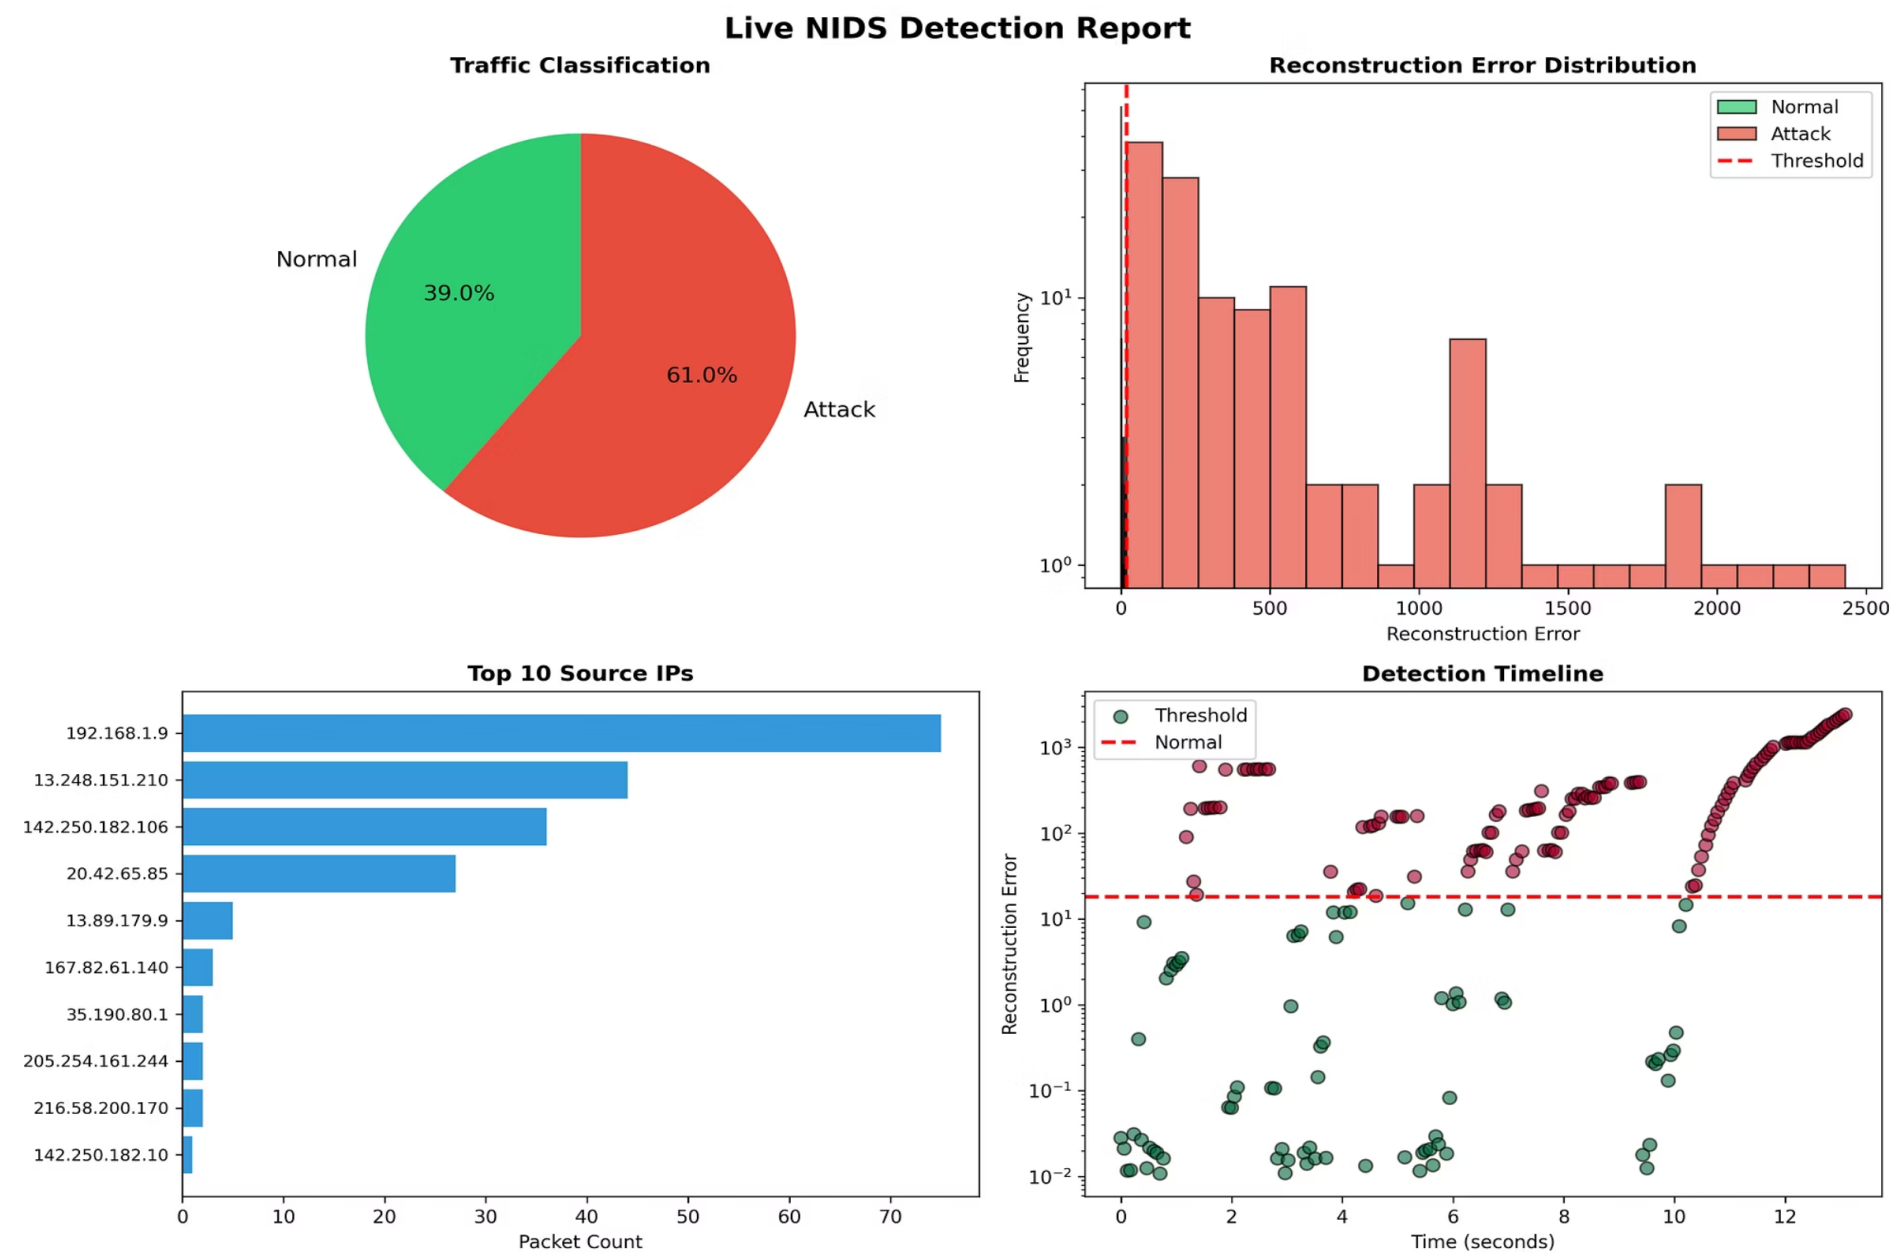 Live NIDS Detection Report
Traffic Classification
Normal
39.0%
61.0%
Attack
Reconstruction Error Distribution
Normal
Attack
Threshold
Frequency
10¹
10⁰
0 500 1000 1500 2000 2500
Reconstruction Error
Top 10 Source IPs
192.168.1.9
13.248.151.210
142.250.182.106
20.42.65.85
13.89.179.9
167.82.61.140
35.190.80.1
205.254.161.244
216.58.200.170
142.250.182.10
0 10 20 30 40 50 60 70
Packet Count
Detection Timeline
Threshold
Normal
Reconstruction Error
10³
10²
10¹
10⁰
10⁻¹
10⁻²
0 2 4 6 8 10 12
Time (seconds)